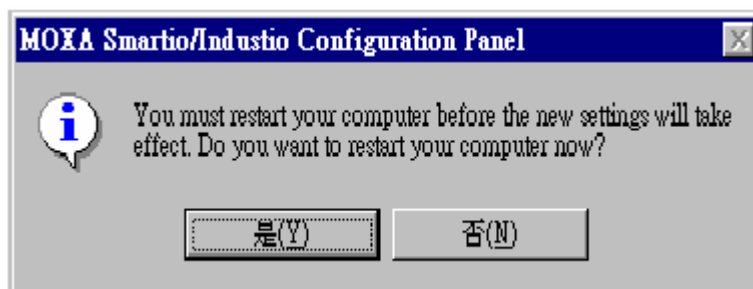 MOXA Smartio/Industio Configuration Panel
You must restart your computer before the new settings will take
effect. Do you want to restart your computer now?
是(Y)
否(N)